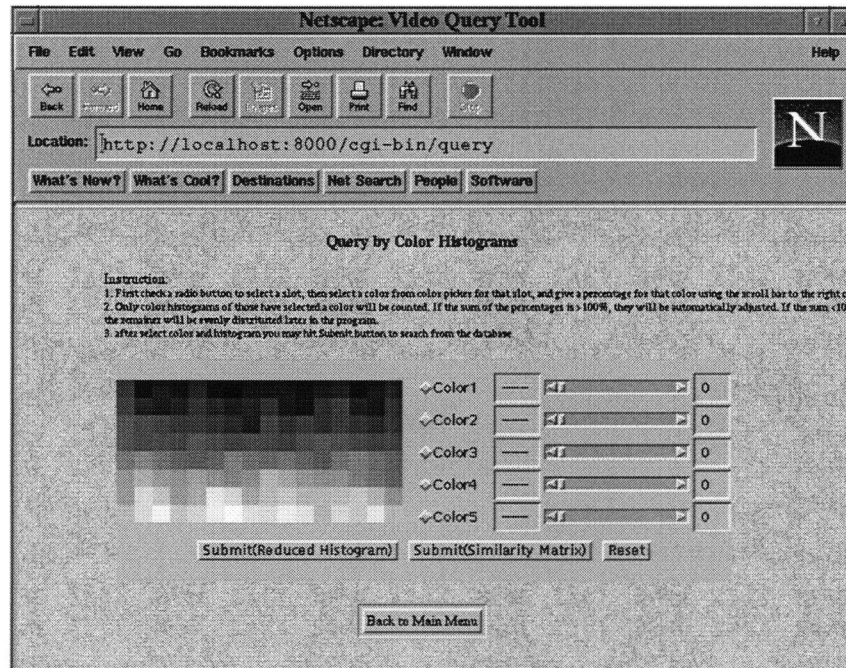 Netscape: Video Query Tool
File Edit View Go Bookmarks Options Directory Window Help
Back Forward Home Reload Images Open Print Find Stop
N
Location: http://localhost:8000/cgi-bin/query
What's New? What's Cool? Destinations Net Search People Software
Query by Color Histograms
Instruction:
1. First check a radio button to select a slot, then select a color from color picker for that slot, and give a percentage for that color using the scroll bar to the right o
2. Only color histograms of those have selected a color will be counted. If the sum of the percentages is > 100%, they will be automatically adjusted. If the sum <10
the remainer will be evenly distrituted later in the program.
3. after select color and histogram you may hit Submit button to search from the database
Color1 0
Color2 0
Color3 0
Color4 0
Color5 0
Submit(Reduced Histogram) Submit(Similarity Matrix) Reset
Back to Main Menu